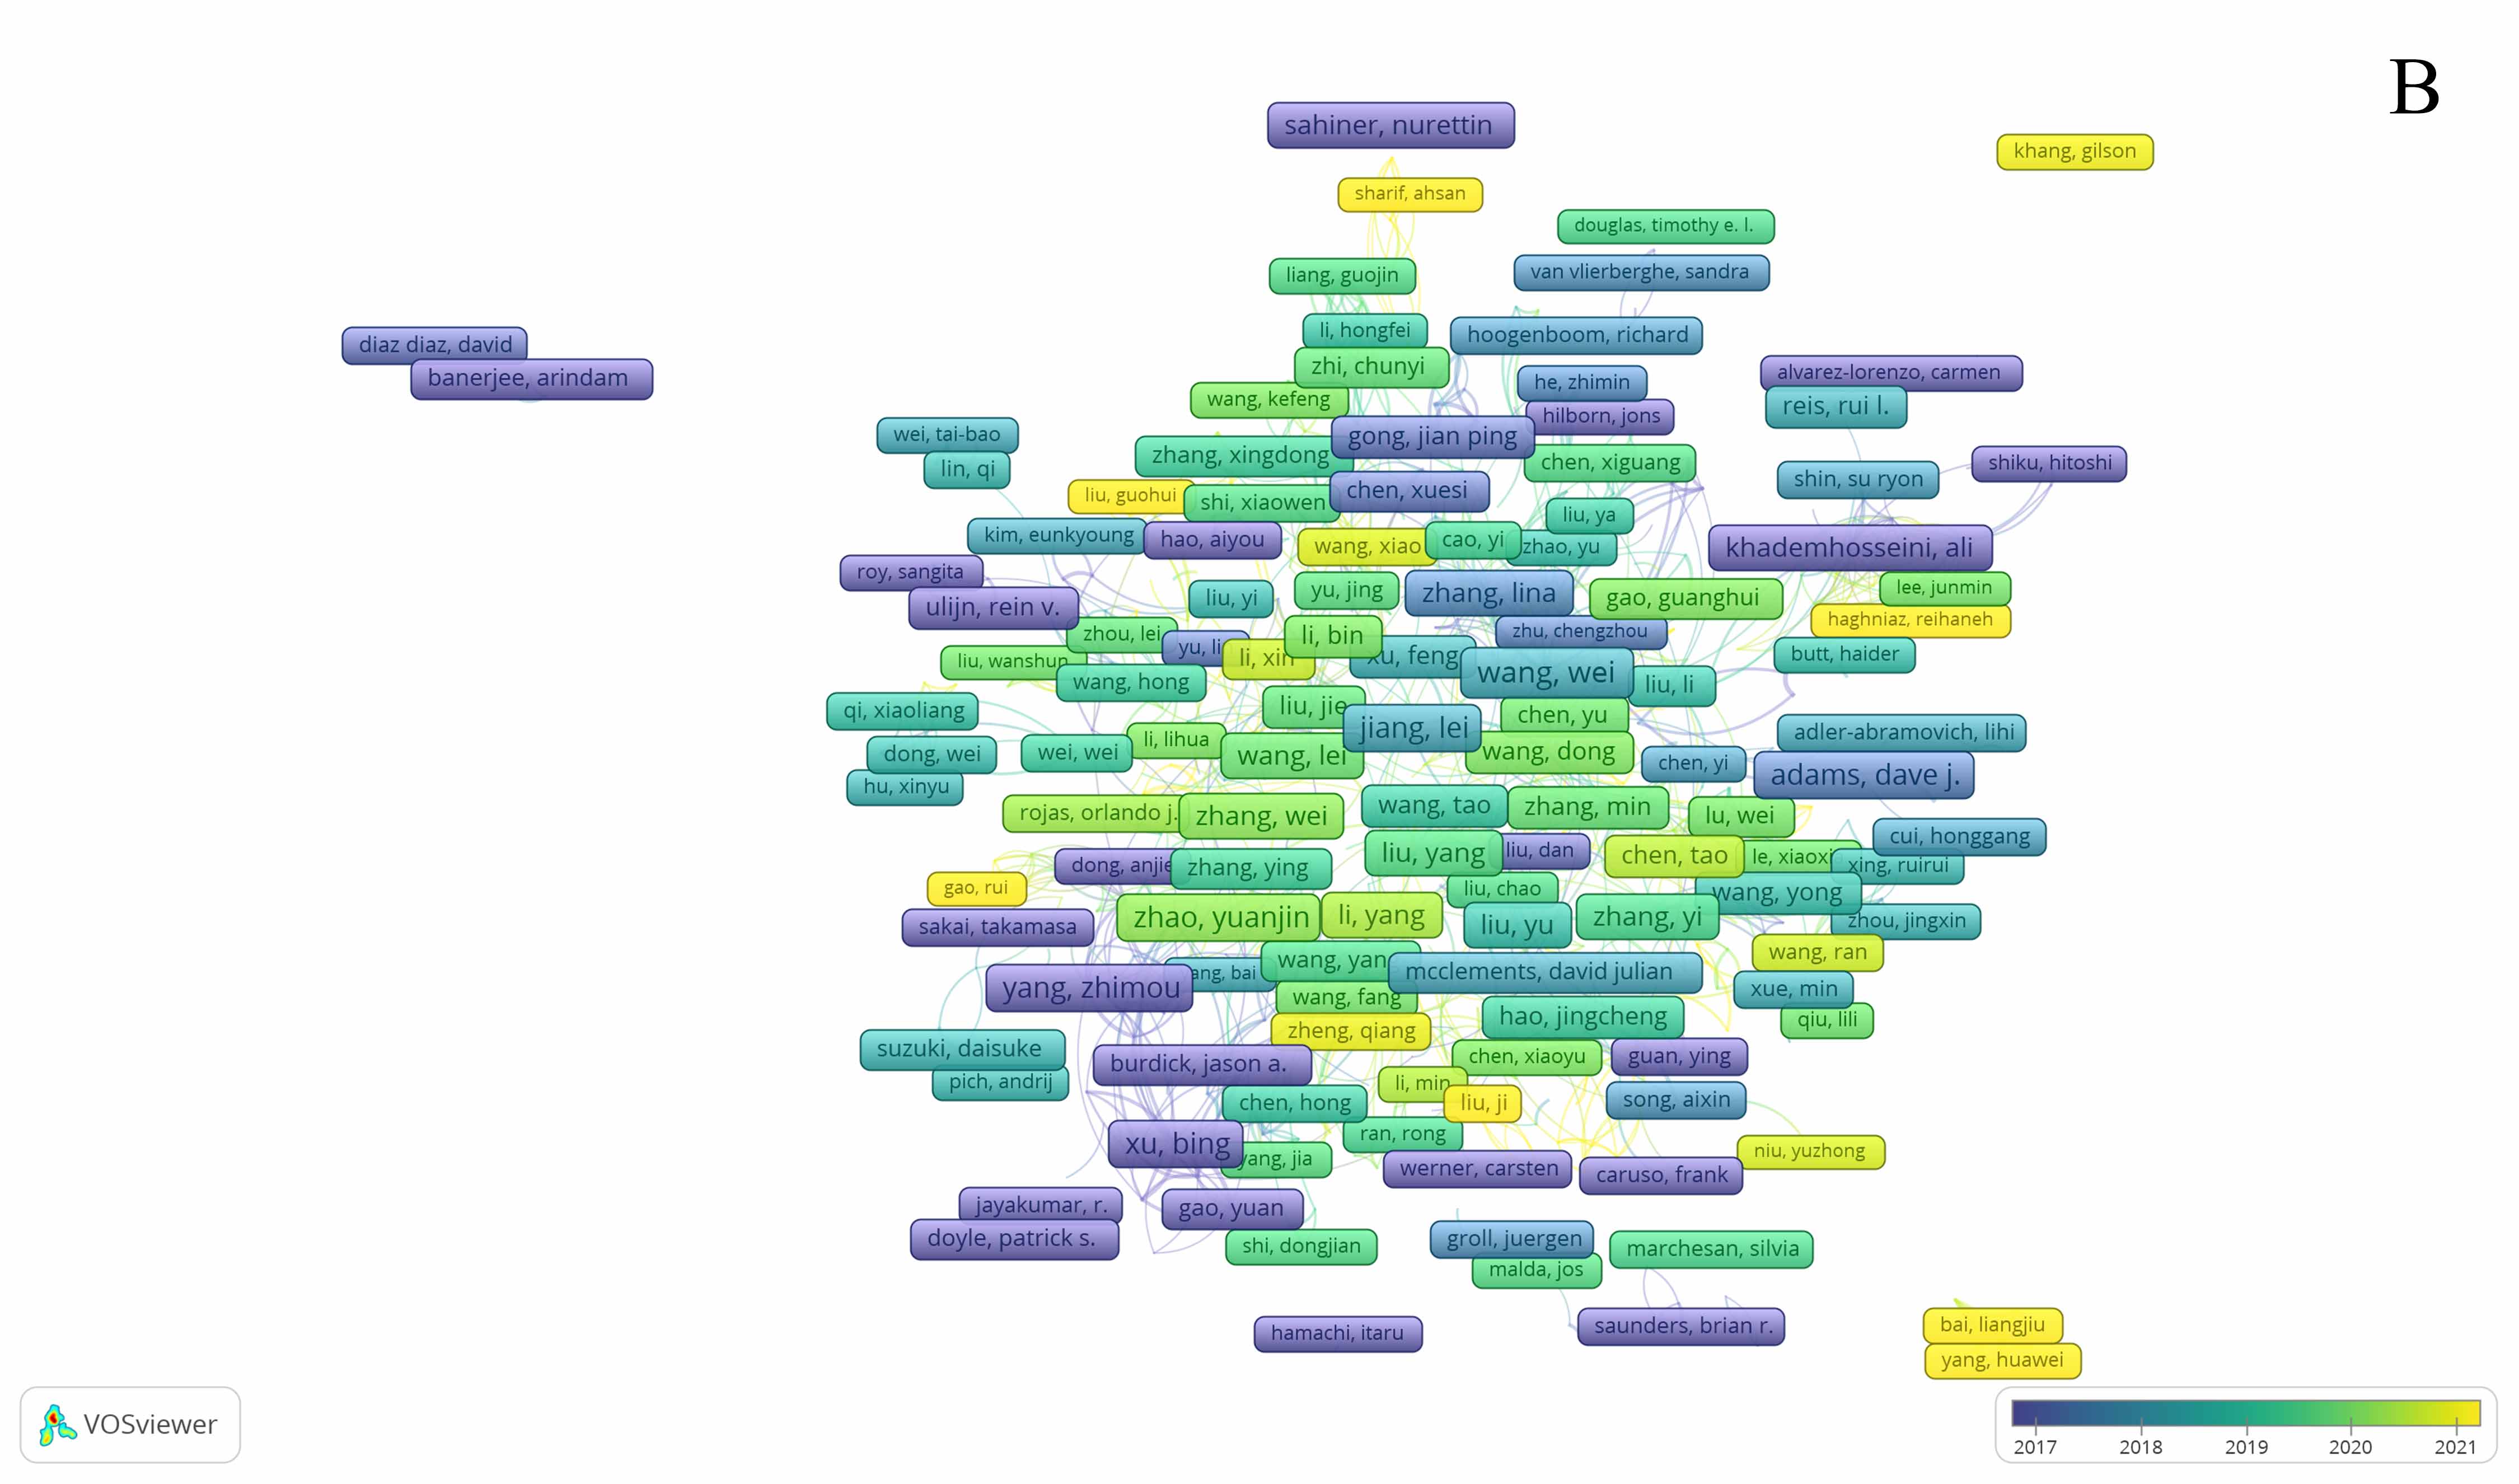 B
sahiner, nurettin
khang, gilson
sharif, ahsan
douglas, timothy e. l.
van vlierberghe, sandra
liang, guojin
li, hongfei
hoogenboom, richard
diaz diaz, david
zhi, chunyi
banerjee, arindam
alvarez-lorenzo, carmen
he, zhimin
wang, kefeng
reis, rui l.
hilborn, jons
wei, tai-bao
gong, jian ping
zhang, xingdong
chen, xiguang
shiku, hitoshi
lin, qi
shin, su ryon
chen, xuesi
liu, guohui
shi, xiaowen
liu, ya
kim, eunkyoung
hao, aiyou
wang, xiao
cao, yi
zhao, yu
khademhosseini, ali
roy, sangita
lee, junmin
yu, jing
zhang, lina
liu, yi
gao, guanghui
ulijn, rein v.
haghniaz, reihaneh
zhou, lei
li, bin
zhu, chengzhou
yu, li
butt, haider
xu, feng
li, xin
liu, wanshun
wang, wei
wang, hong
liu, li
liu, jie
qi, xiaoliang
chen, yu
jiang, lei
adler-abramovich, lihi
li, lihua
dong, wei
wei, wei
wang, lei
wang, dong
chen, yi
adams, dave j.
hu, xinyu
wang, tao
zhang, min
rojas, orlando j.
zhang, wei
lu, wei
cui, honggang
liu, yang
liu, dan
chen, tao
le, xiaoxi
dong, anjie
zhang, ying
xing, ruirui
gao, rui
liu, chao
wang, yong
zhao, yuanjin
li, yang
zhang, yi
zhou, jingxin
sakai, takamasa
liu, yu
wang, ran
wang, yan
mcclements, david julian
ang, bai
yang, zhimou
xue, min
wang, fang
hao, jingcheng
qiu, lili
zheng, qiang
suzuki, daisuke
chen, xiaoyu
guan, ying
burdick, jason a.
pich, andrij
li, min
chen, hong
liu, ji
song, aixin
ran, rong
xu, bing
niu, yuzhong
yang, jia
werner, carsten
caruso, frank
jayakumar, r.
gao, yuan
doyle, patrick s.
groll, juergen
shi, dongjian
marchesan, silvia
malda, jos
hamachi, itaru
saunders, brian r.
bai, liangjiu
yang, huawei
VOSviewer
2017 2018 2019 2020 2021